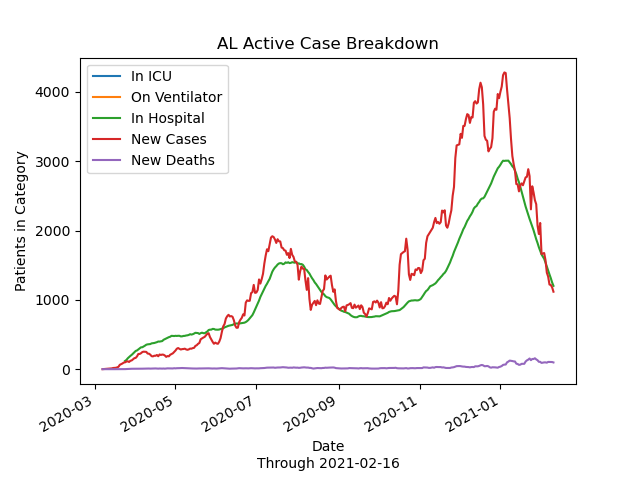 AL Active Case Breakdown
In ICU
On Ventilator
In Hospital
New Cases
New Deaths
Patients in Category
4000
3000
2000
1000
0
2020-03
2020-05
2020-07
2020-09
2020-11
2021-01
Date
Through 2021-02-16